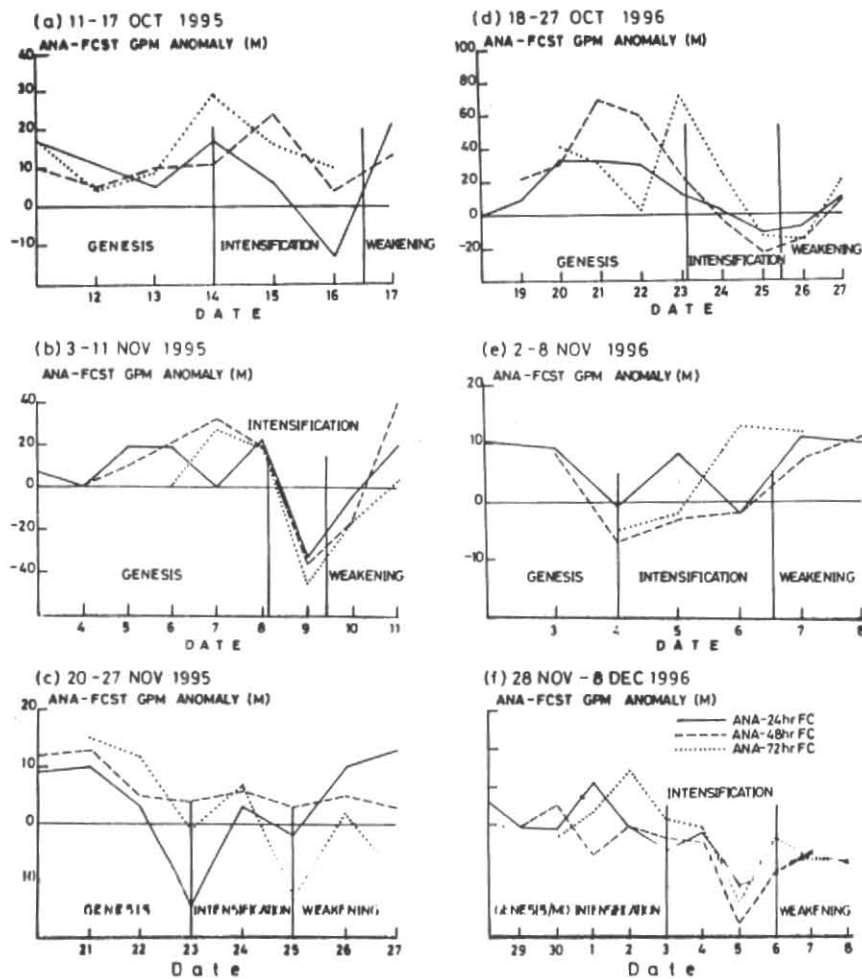 (a) 11-17 OCT 1995
ANA-FCST GPM ANOMALY (M)
40
30
20
10
0
-10
GENESIS
INTENSIFICATION
WEAKENING
12 13 14 15 16 17
DATE
(b) 3-11 NOV 1995
ANA-FCST GPM ANOMALY (M)
INTENSIFICATION
40
20
0
-20
-40
GENESIS
WEAKENING
4 5 6 7 8 9 10 11
DATE
(c) 20-27 NOV 1995
ANA-FCST GPM ANOMALY (M)
20
10
0
10
GENESIS
INTENSIFICATION
WEAKENING
21 22 23 24 25 26 27
Date
(d) 18-27 OCT 1996
ANA-FCST GPM ANOMALY (M)
100
80
60
40
20
0
-20
GENESIS
INTENSIFICATION
WEAKENING
19 20 21 22 23 24 25 26 27
DATE
(e) 2-8 NOV 1996
ANA-FCST GPM ANOMALY (M)
20
10
0
-10
GENESIS
INTENSIFICATION
WEAKENING
3 4 5 6 7 8
DATE
(f) 28 NOV-8 DEC 1996
ANA-FCST GPM ANOMALY (M)
ANA-24hr FC
ANA-48hr FC
ANA-72hr FC
INTENSIFICATION
INTENSIFICATION
WEAKENING
29 30 1 2 3 4 5 6 7 8
Date